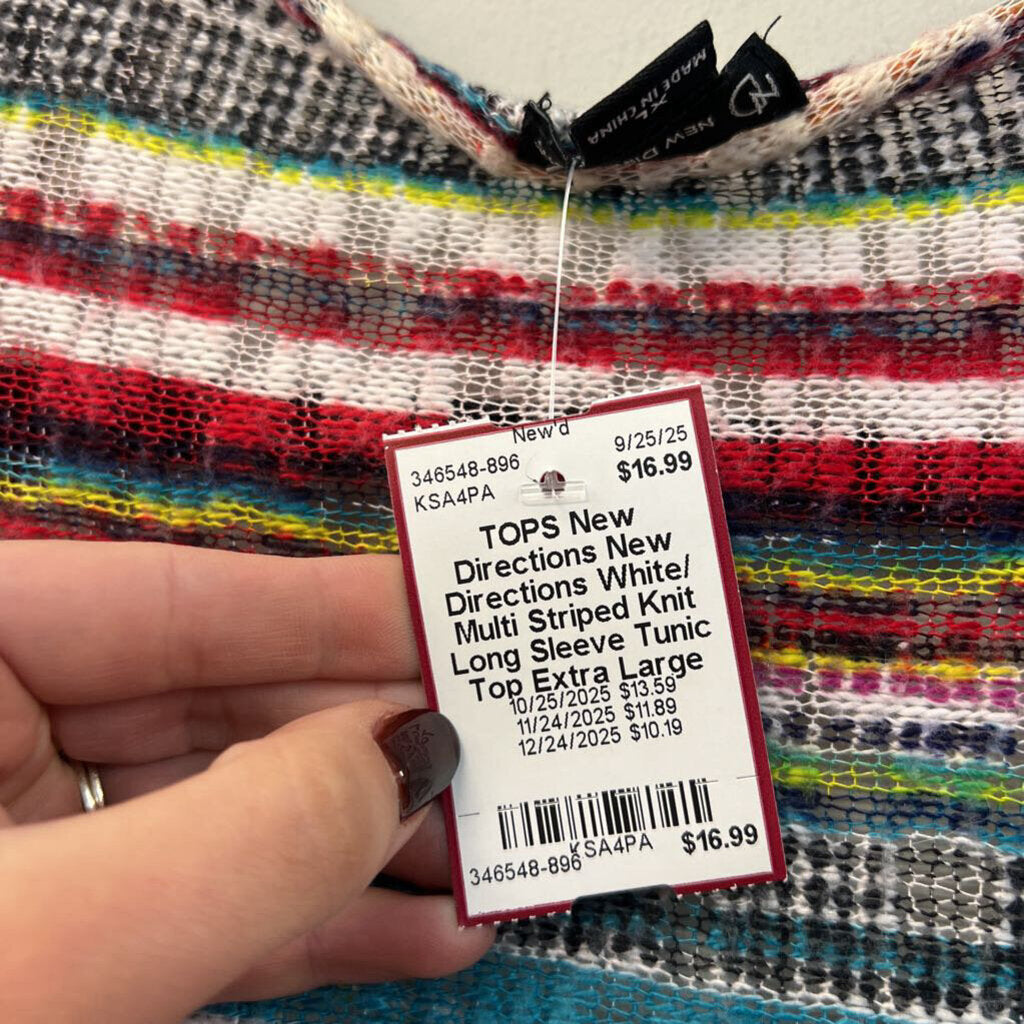 MADE IN CHINA
XL
NEW DIRE
New'd
346548-896
9/25/25
KSA4PA
$16.99
TOPS New
Directions New
Directions White/
Multi Striped Knit
Long Sleeve Tunic
Top Extra Large
10/25/2025 $13.59
11/24/2025 $11.89
12/24/2025 $10.19
KSA4PA
$16.99
346548-896